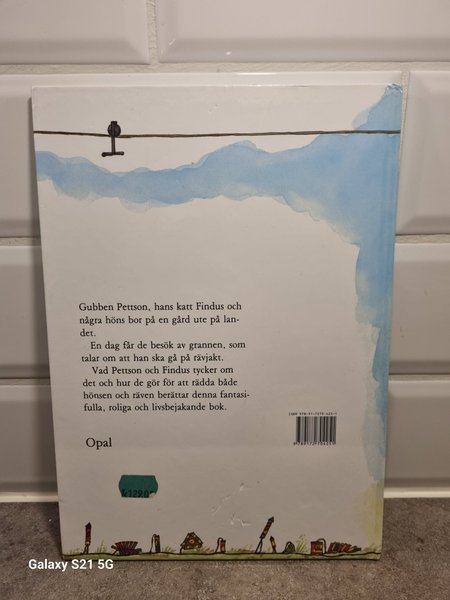 Gubben Pettson, hans katt Findus och
några höns bor på en gård ute på lan-
det.
En dag får de besök av grannen, som
talar om att han ska gå på rävjakt.
Vad Pettson och Findus tycker om
det och hur de gör för att rädda både
hönsen och räven berättar denna fantasi-
fulla, roliga och livsbejakande bok.
Opal
Galaxy S21 5G